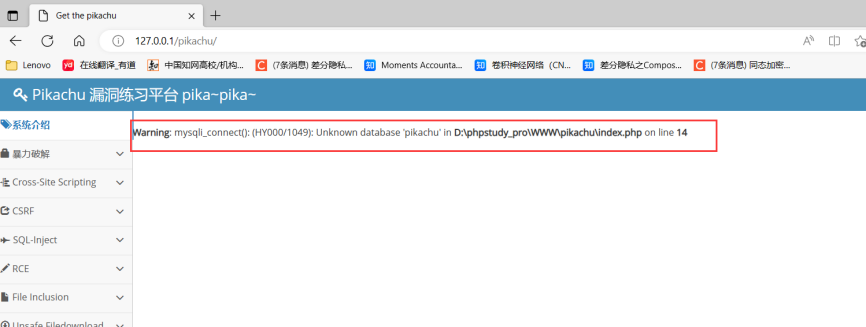 Get the pikachu
127.0.0.1/pikachu/
Lenovo 在线翻译_有道 中国知网高校/机构... (7条消息) 差分隐私... Moments Accounta... 卷积神经网络（CN... 差分隐私之Compos... (7条消息) 同态加密...
Pikachu 漏洞练习平台 pika~pika~
系统介绍
Warning: mysqli_connect(): (HY000/1049): Unknown database 'pikachu' in D:\phpstudy_pro\WWW\pikachu\index.php on line 14
暴力破解
Cross-Site Scripting
CSRF
SQL-Inject
RCE
File Inclusion
Unsafe Filedownload